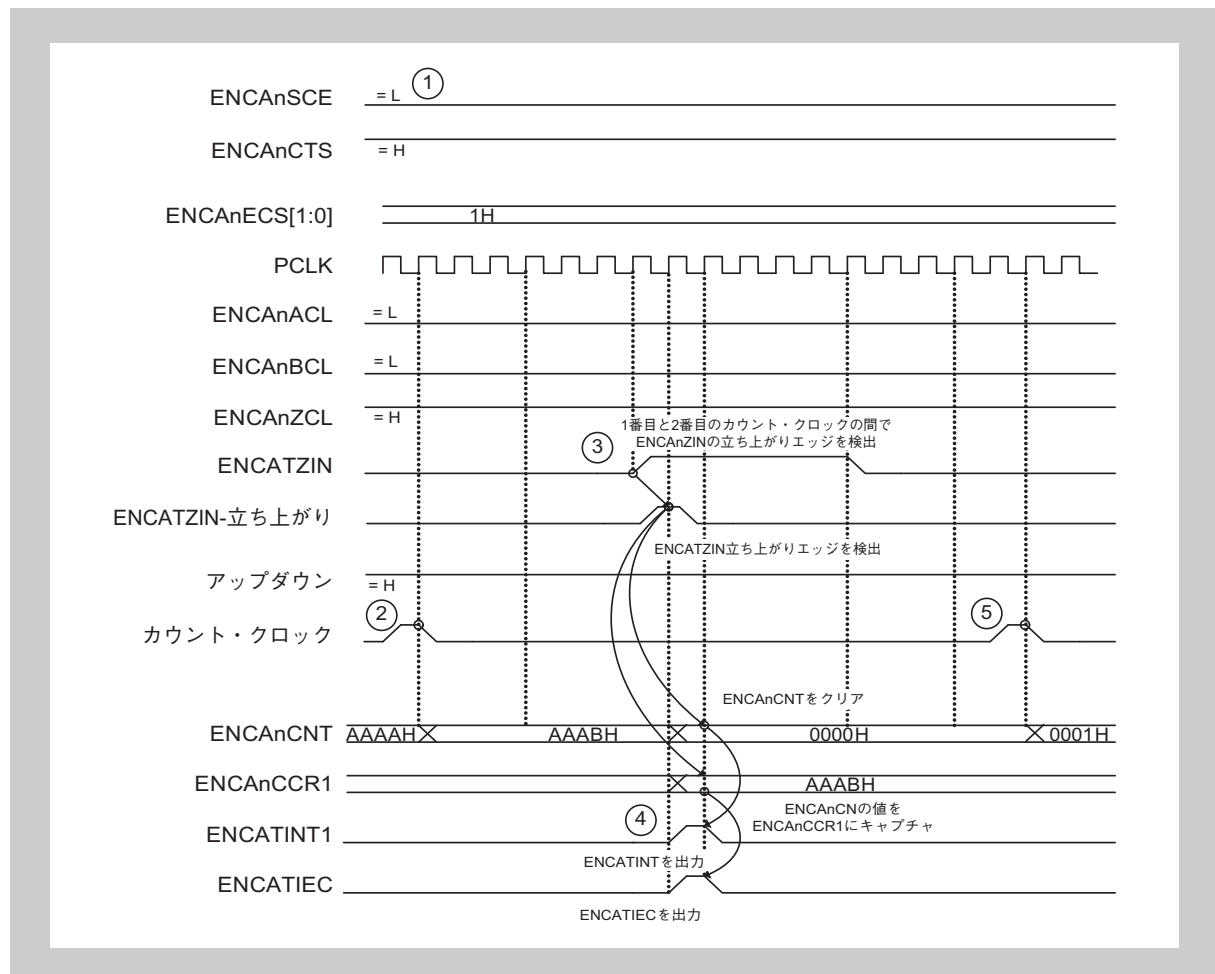 ENCAnSCE = L ①
ENCAnCTS = H
ENCAnECS[1:0] 1H
PCLK
ENCAnACL = L
ENCAnBCL = L
ENCAnZCL = H
1番目と2番目のカウント・クロックの間で
ENCAnZINの立ち上がりエッジを検出
③
ENCATZIN
ENCATZIN-立ち上がり
ENCATZIN立ち上がりエッジを検出
アップダウン = H
② ⑤
カウント・クロック
ENCAnCNTをクリア
ENCAnCNT AAAAH AAABH 0000H 0001H
ENCAnCCR1 AAABH
ENCAnCNの値を
ENCAnCCR1にキャプチャ
④
ENCATINT1
ENCATINTを出力
ENCATIEC
ENCATIECを出力